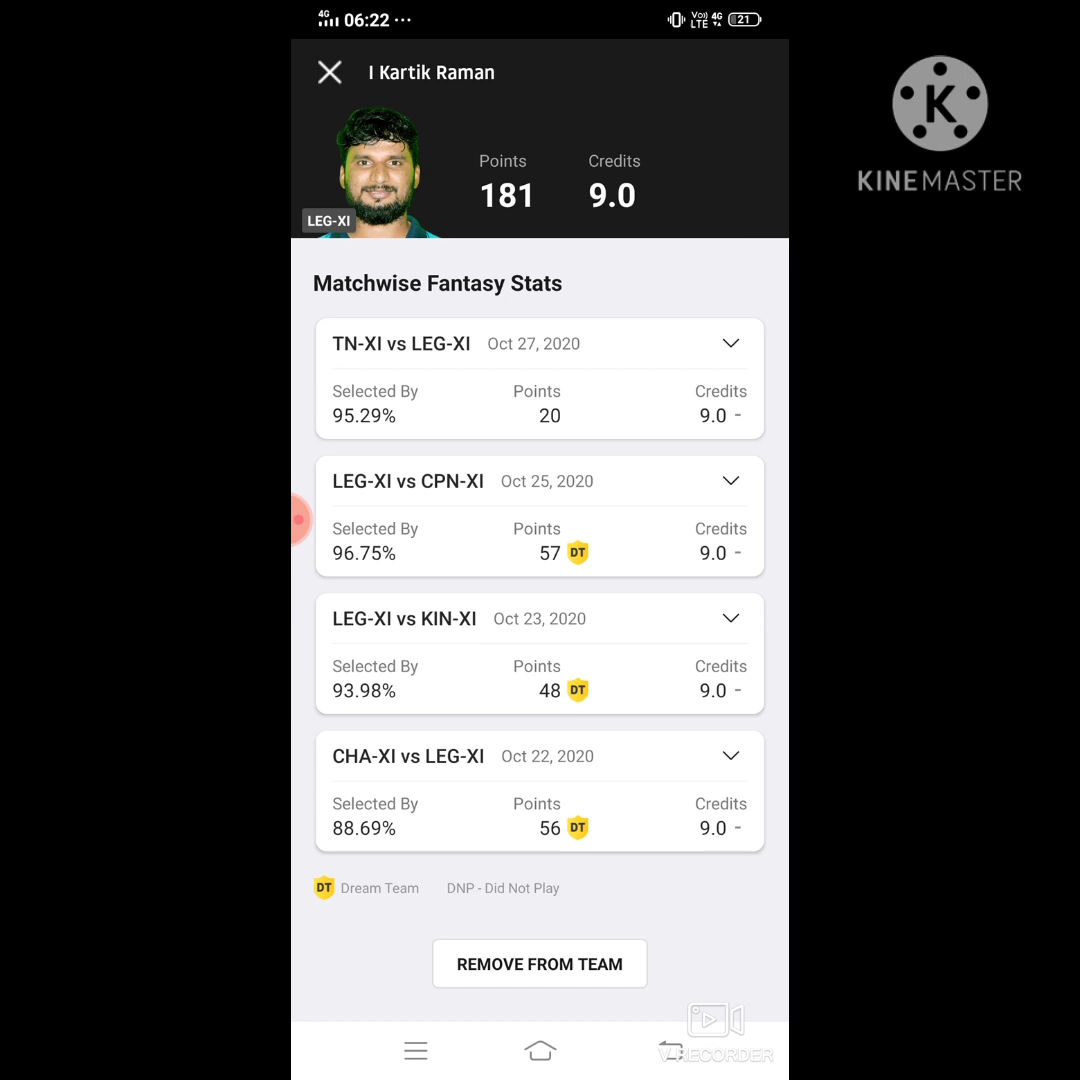 4G 06:22 ... Vo)) LTE 4G 21
I Kartik Raman
K
KINEMASTER
Points Credits
181 9.0
LEG-XI
Matchwise Fantasy Stats
TN-XI vs LEG-XI Oct 27, 2020
Selected By Points Credits
95.29% 20 9.0 -
LEG-XI vs CPN-XI Oct 25, 2020
Selected By Points Credits
96.75% 57 DT 9.0 -
LEG-XI vs KIN-XI Oct 23, 2020
Selected By Points Credits
93.98% 48 DT 9.0 -
CHA-XI vs LEG-XI Oct 22, 2020
Selected By Points Credits
88.69% 56 DT 9.0 -
DT Dream Team DNP - Did Not Play
REMOVE FROM TEAM
V RECORDER